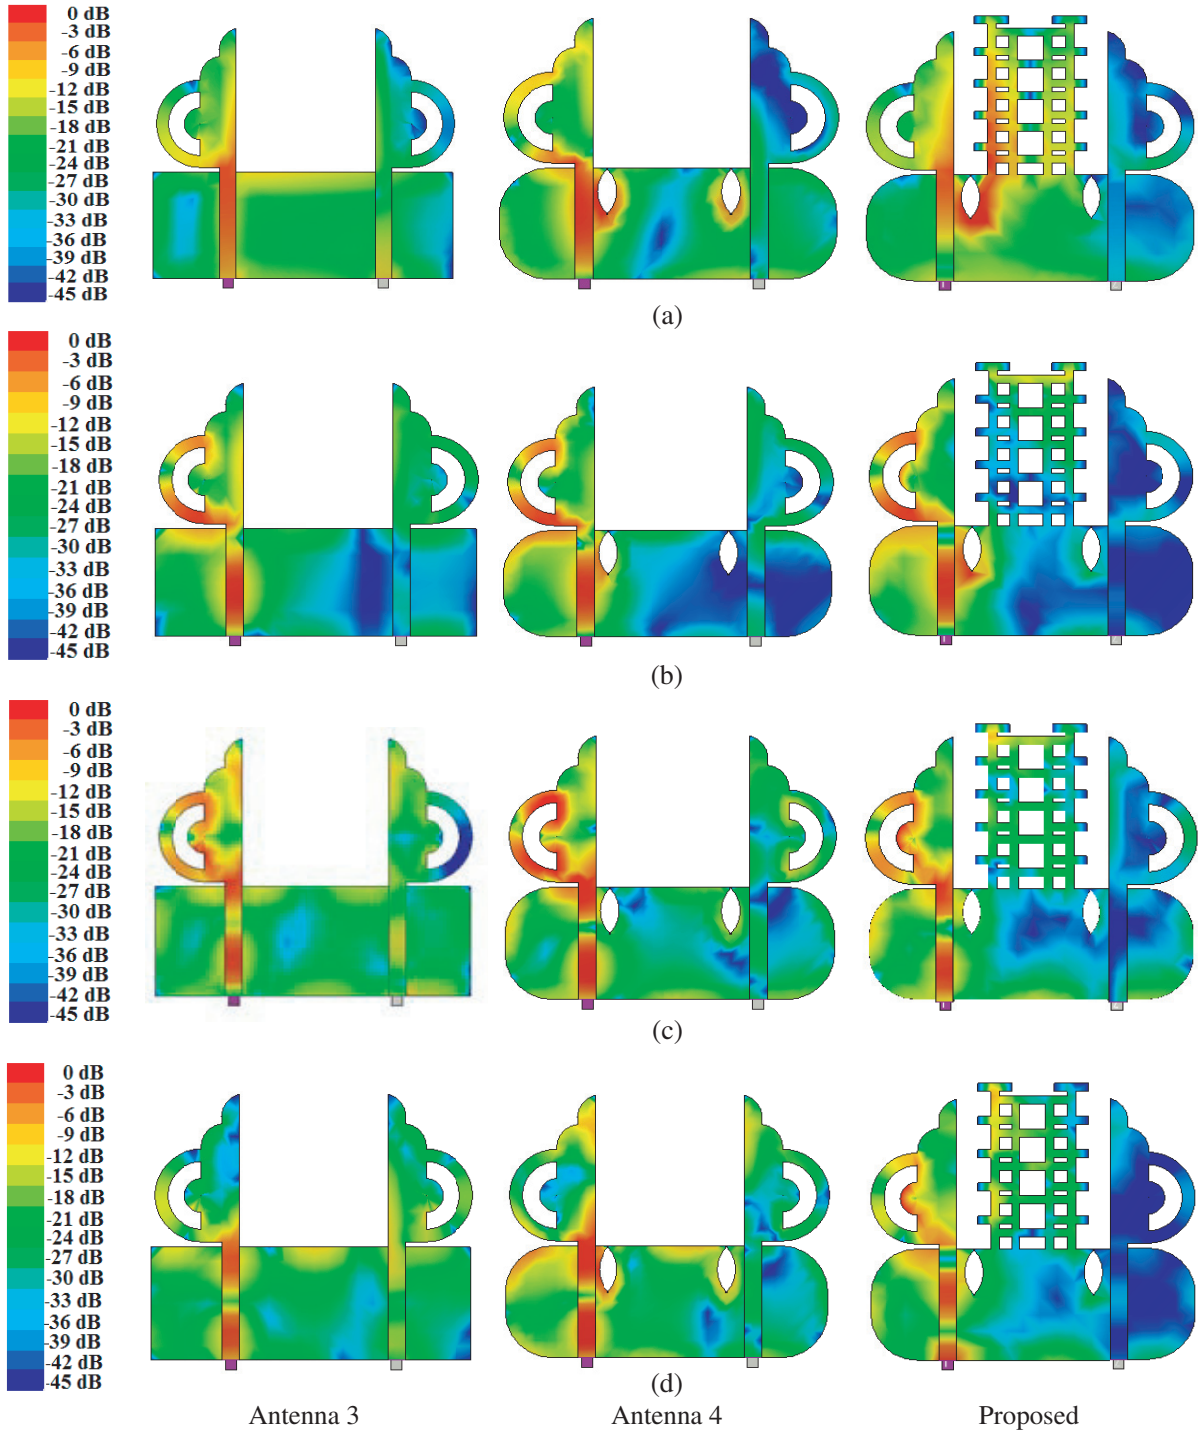 0 dB
-3 dB
-6 dB
-9 dB
-12 dB
-15 dB
-18 dB
-21 dB
-24 dB
-27 dB
-30 dB
-33 dB
-36 dB
-39 dB
-42 dB
-45 dB
(a)
0 dB
-3 dB
-6 dB
-9 dB
-12 dB
-15 dB
-18 dB
-21 dB
-24 dB
-27 dB
-30 dB
-33 dB
-36 dB
-39 dB
-42 dB
-45 dB
(b)
0 dB
-3 dB
-6 dB
-9 dB
-12 dB
-15 dB
-18 dB
-21 dB
-24 dB
-27 dB
-30 dB
-33 dB
-36 dB
-39 dB
-42 dB
-45 dB
(c)
0 dB
-3 dB
-6 dB
-9 dB
-12 dB
-15 dB
-18 dB
-21 dB
-24 dB
-27 dB
-30 dB
-33 dB
-36 dB
-39 dB
-42 dB
-45 dB
(d)
Antenna 3 Antenna 4 Proposed